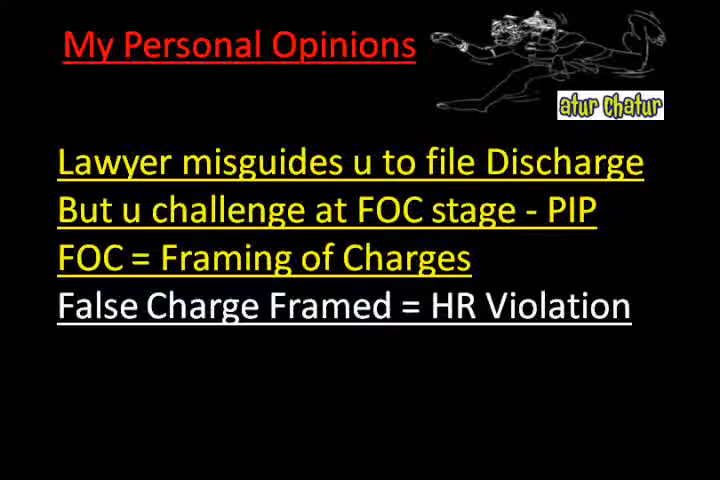 My Personal Opinions
atur chatur
Lawyer misguides u to file Discharge
But u challenge at FOC stage - PIP
FOC = Framing of Charges
False Charge Framed = HR Violation